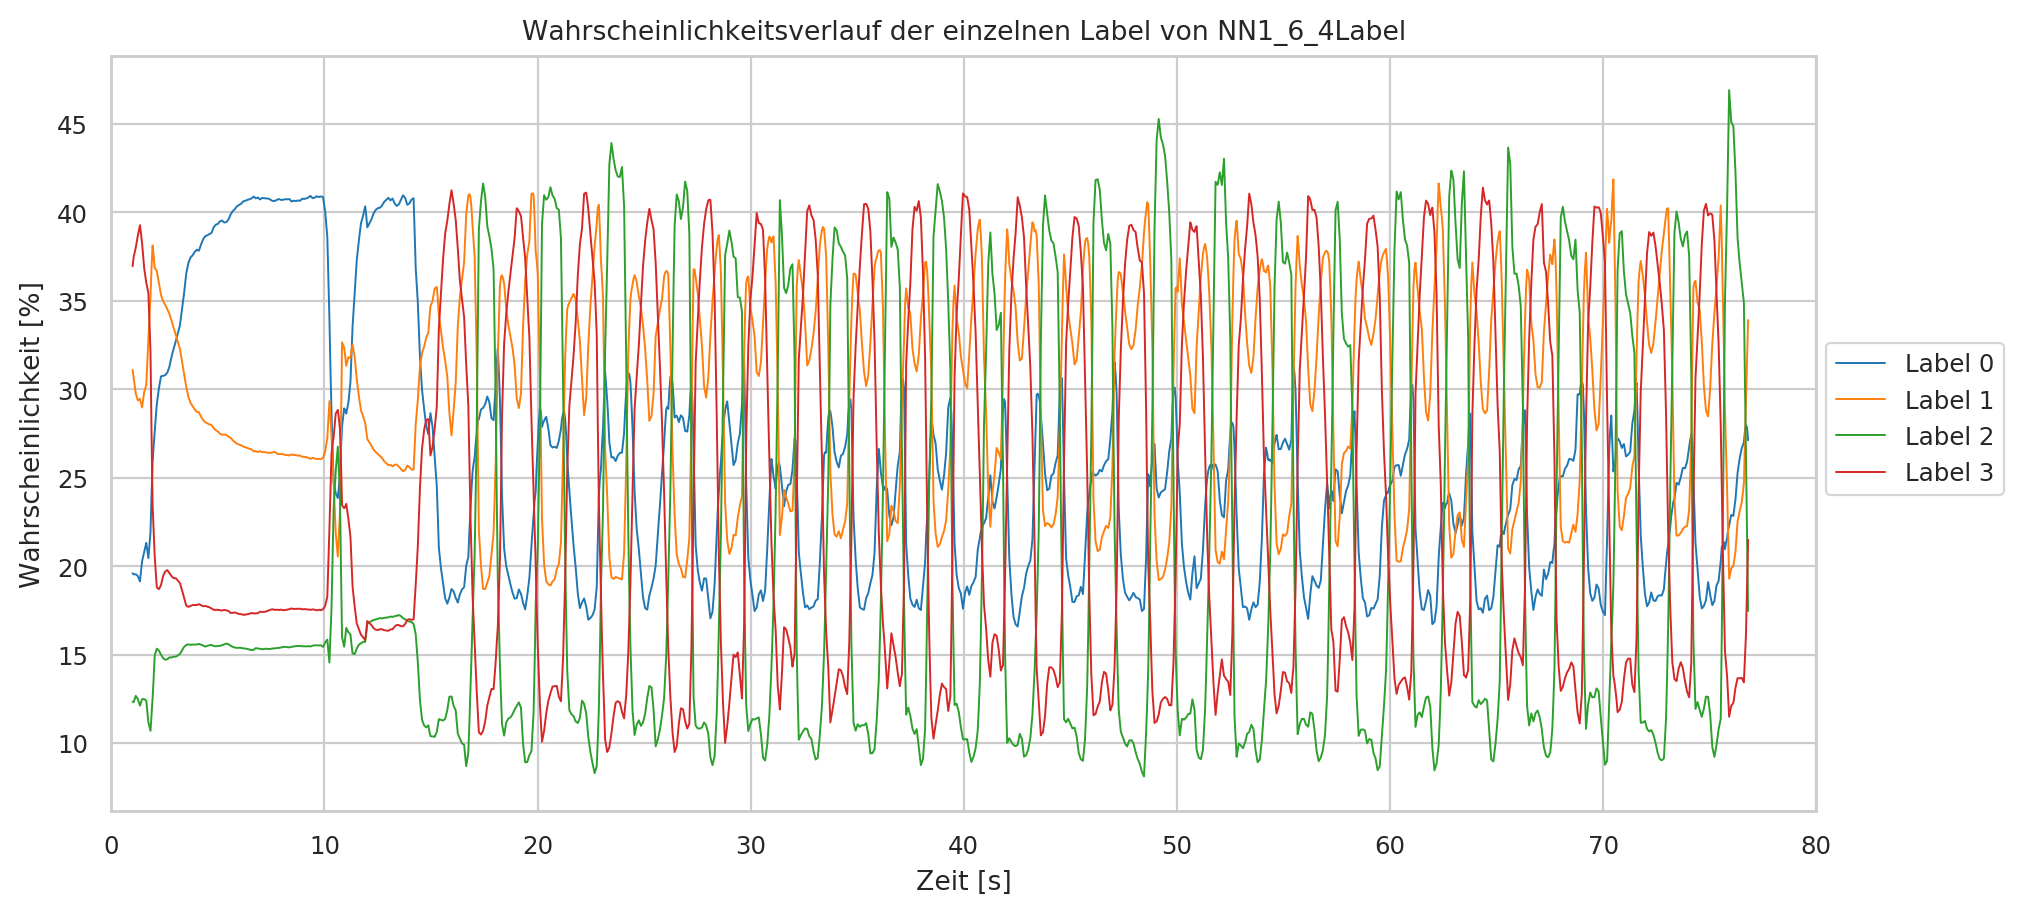 Wahrscheinlichkeitsverlauf der einzelnen Label von NN1_6_4Label
Wahrscheinlichkeit [%]
45
40
35
30
25
20
15
10
0 10 20 30 40 50 60 70 80
Zeit [s]
Label 0
Label 1
Label 2
Label 3